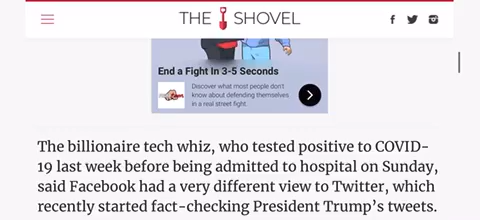 THE SHOVEL
End a Fight In 3-5 Seconds
Discover what most people don't
know about defending themselves
in a real street fight.
The billionaire tech whiz, who tested positive to COVID-
19 last week before being admitted to hospital on Sunday,
said Facebook had a very different view to Twitter, which
recently started fact-checking President Trump’s tweets.